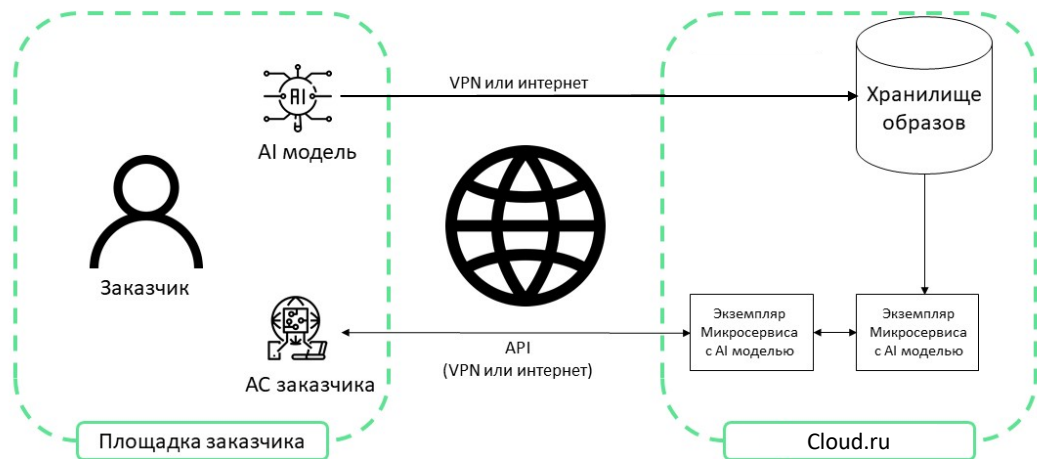 VPN или интернет
Хранилище
образов
AI
AI модель
Заказчик
Экземпляр
Микросервиса
с AI моделью
Экземпляр
Микросервиса
с AI моделью
API
(VPN или интернет)
АС заказчика
Площадка заказчика
Cloud.ru